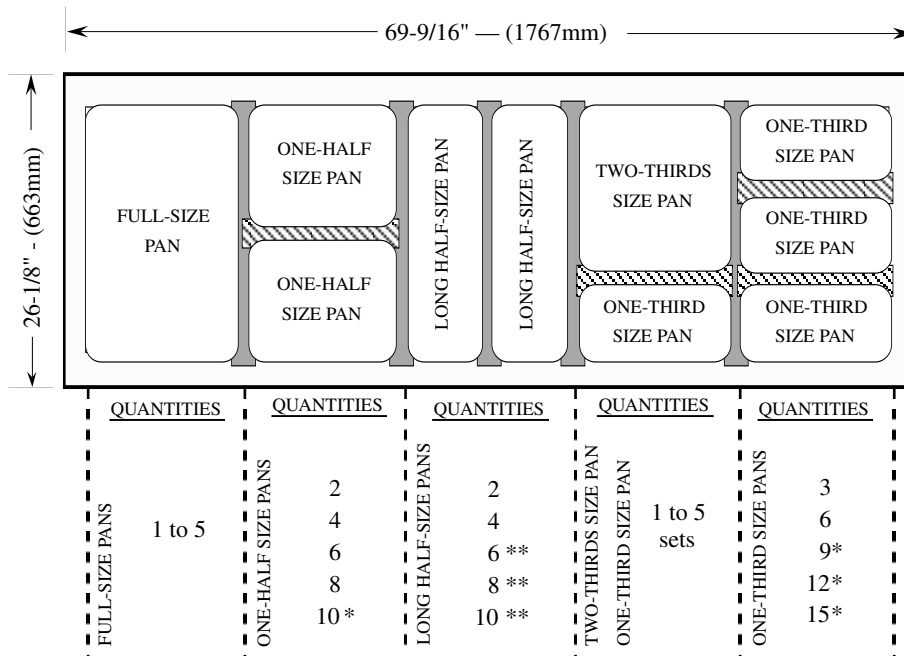 69-9/16" — (1767mm)
26-1/8" - (663mm)
FULL-SIZE
PAN
ONE-HALF
SIZE PAN
ONE-HALF
SIZE PAN
LONG HALF-SIZE PAN
LONG HALF-SIZE PAN
TWO-THIRDS
SIZE PAN
ONE-THIRD
SIZE PAN
ONE-THIRD
SIZE PAN
ONE-THIRD
SIZE PAN
ONE-THIRD
SIZE PAN
QUANTITIES
FULL-SIZE PANS
1 to 5
QUANTITIES
ONE-HALF SIZE PANS
2
4
6
8
10*
QUANTITIES
LONG HALF-SIZE PANS
2
4
6 **
8 **
10 **
QUANTITIES
TWO-THIRDS SIZE PAN
ONE-THIRD SIZE PAN
1 to 5
sets
QUANTITIES
ONE-THIRD SIZE PANS
3
6
9*
12*
15*